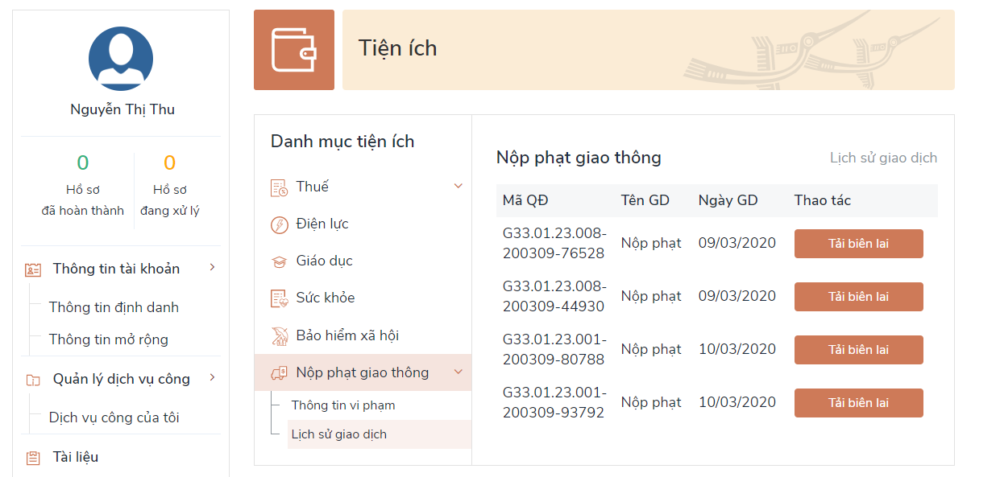 Nguyễn Thị Thu
0
Hồ sơ
đã hoàn thành
0
Hồ sơ
đang xử lý
Thông tin tài khoản
Thông tin định danh
Thông tin mở rộng
Quản lý dịch vụ công
Dịch vụ công của tôi
Tài liệu
Tiện ích
Danh mục tiện ích
Thuế
Điện lực
Giáo dục
Sức khỏe
Bảo hiểm xã hội
Nộp phạt giao thông
Thông tin vi phạm
Lịch sử giao dịch
Nộp phạt giao thông
Lịch sử giao dịch
Mã QĐ Tên GD Ngày GD Thao tác
G33.01.23.008-
200309-76528 Nộp phạt 09/03/2020 Tải biên lai
G33.01.23.008-
200309-44930 Nộp phạt 09/03/2020 Tải biên lai
G33.01.23.001-
200309-80788 Nộp phạt 10/03/2020 Tải biên lai
G33.01.23.001-
200309-93792 Nộp phạt 10/03/2020 Tải biên lai